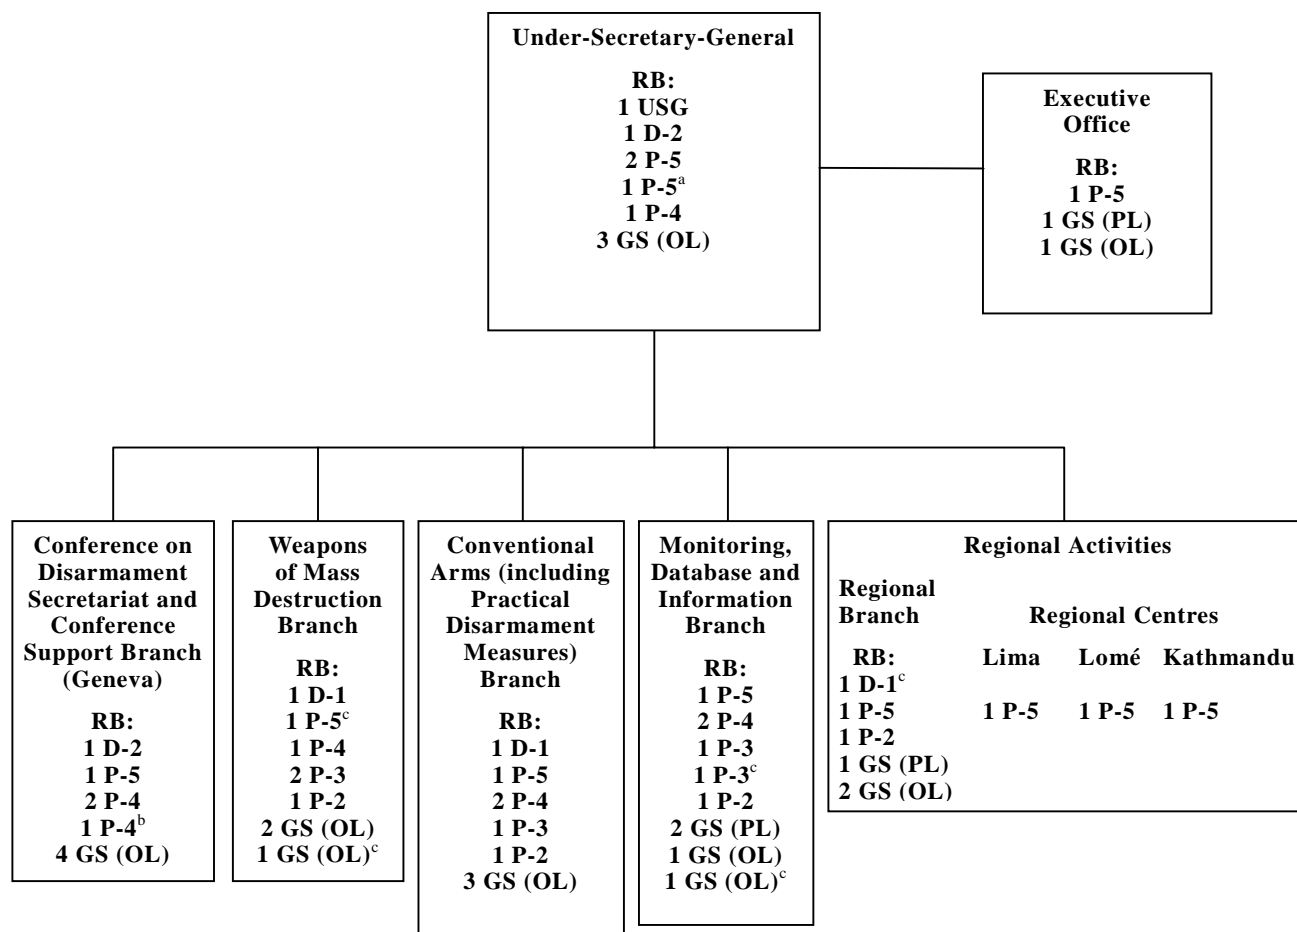 Under-Secretary-General
RB:
1 USG
1 D-2
2 P-5
1 P-5a
1 P-4
3 GS (OL)
Executive
Office
RB:
1 P-5
1 GS (PL)
1 GS (OL)
Conference on
Disarmament
Secretariat and
Conference
Support Branch
(Geneva)
RB:
1 D-2
1 P-5
2 P-4
1 P-4b
4 GS (OL)
Weapons
of Mass
Destruction
Branch
RB:
1 D-1
1 P-5c
1 P-4
2 P-3
1 P-2
2 GS (OL)
1 GS (OL)c
Conventional
Arms (including
Practical
Disarmament
Measures)
Branch
RB:
1 D-1
1 P-5
2 P-4
1 P-3
1 P-2
3 GS (OL)
Monitoring,
Database and
Information
Branch
RB:
1 P-5
2 P-4
1 P-3
1 P-3c
1 P-2
2 GS (PL)
1 GS (OL)
1 GS (OL)c
Regional Activities
Regional
Branch
RB:
1 D-1c
1 P-5
1 P-2
1 GS (PL)
2 GS (OL)
Regional Centres
Lima Lomé Kathmandu
1 P-5 1 P-5 1 P-5